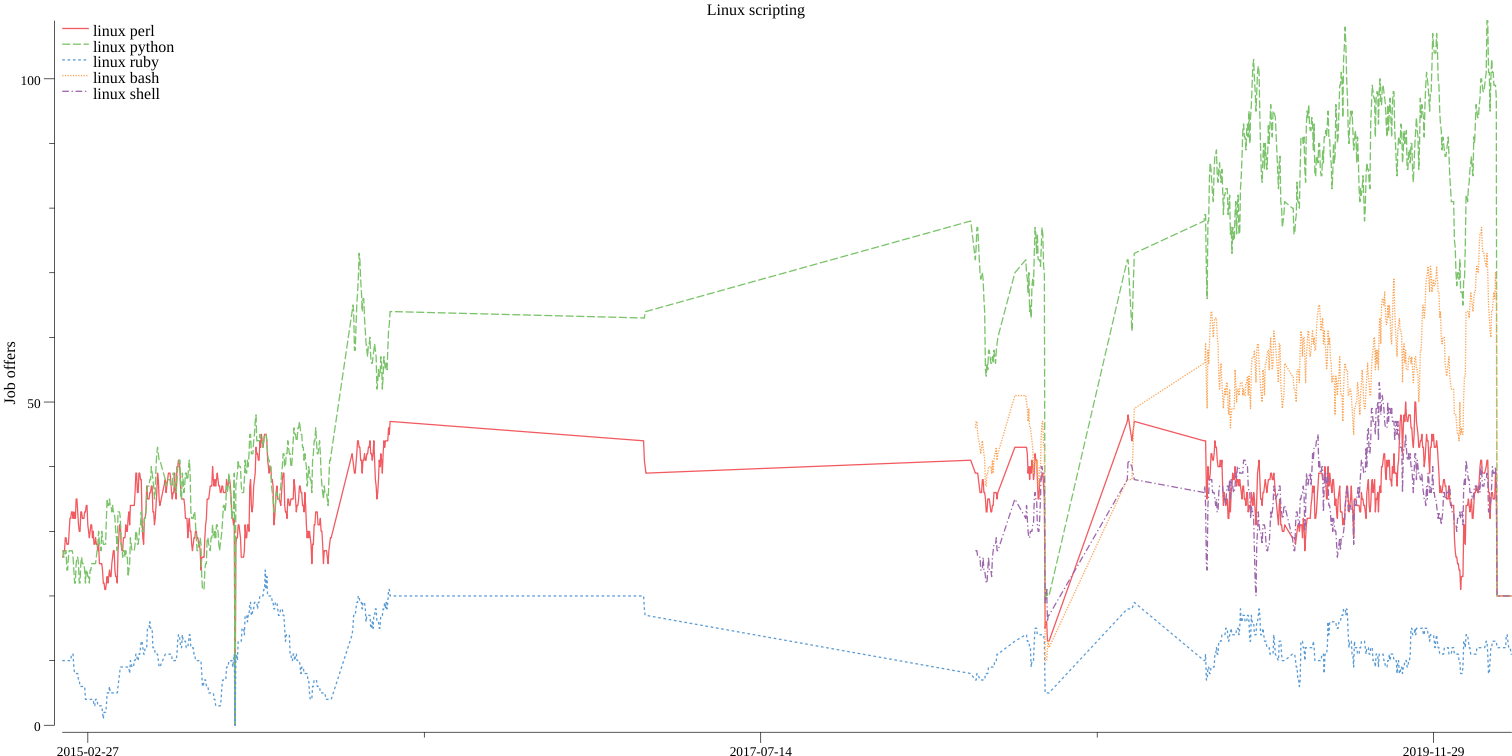 Linux scripting
linux perl
linux python
linux ruby
linux bash
linux shell
100
50
0
Job offers
2015-02-27
2017-07-14
2019-11-29